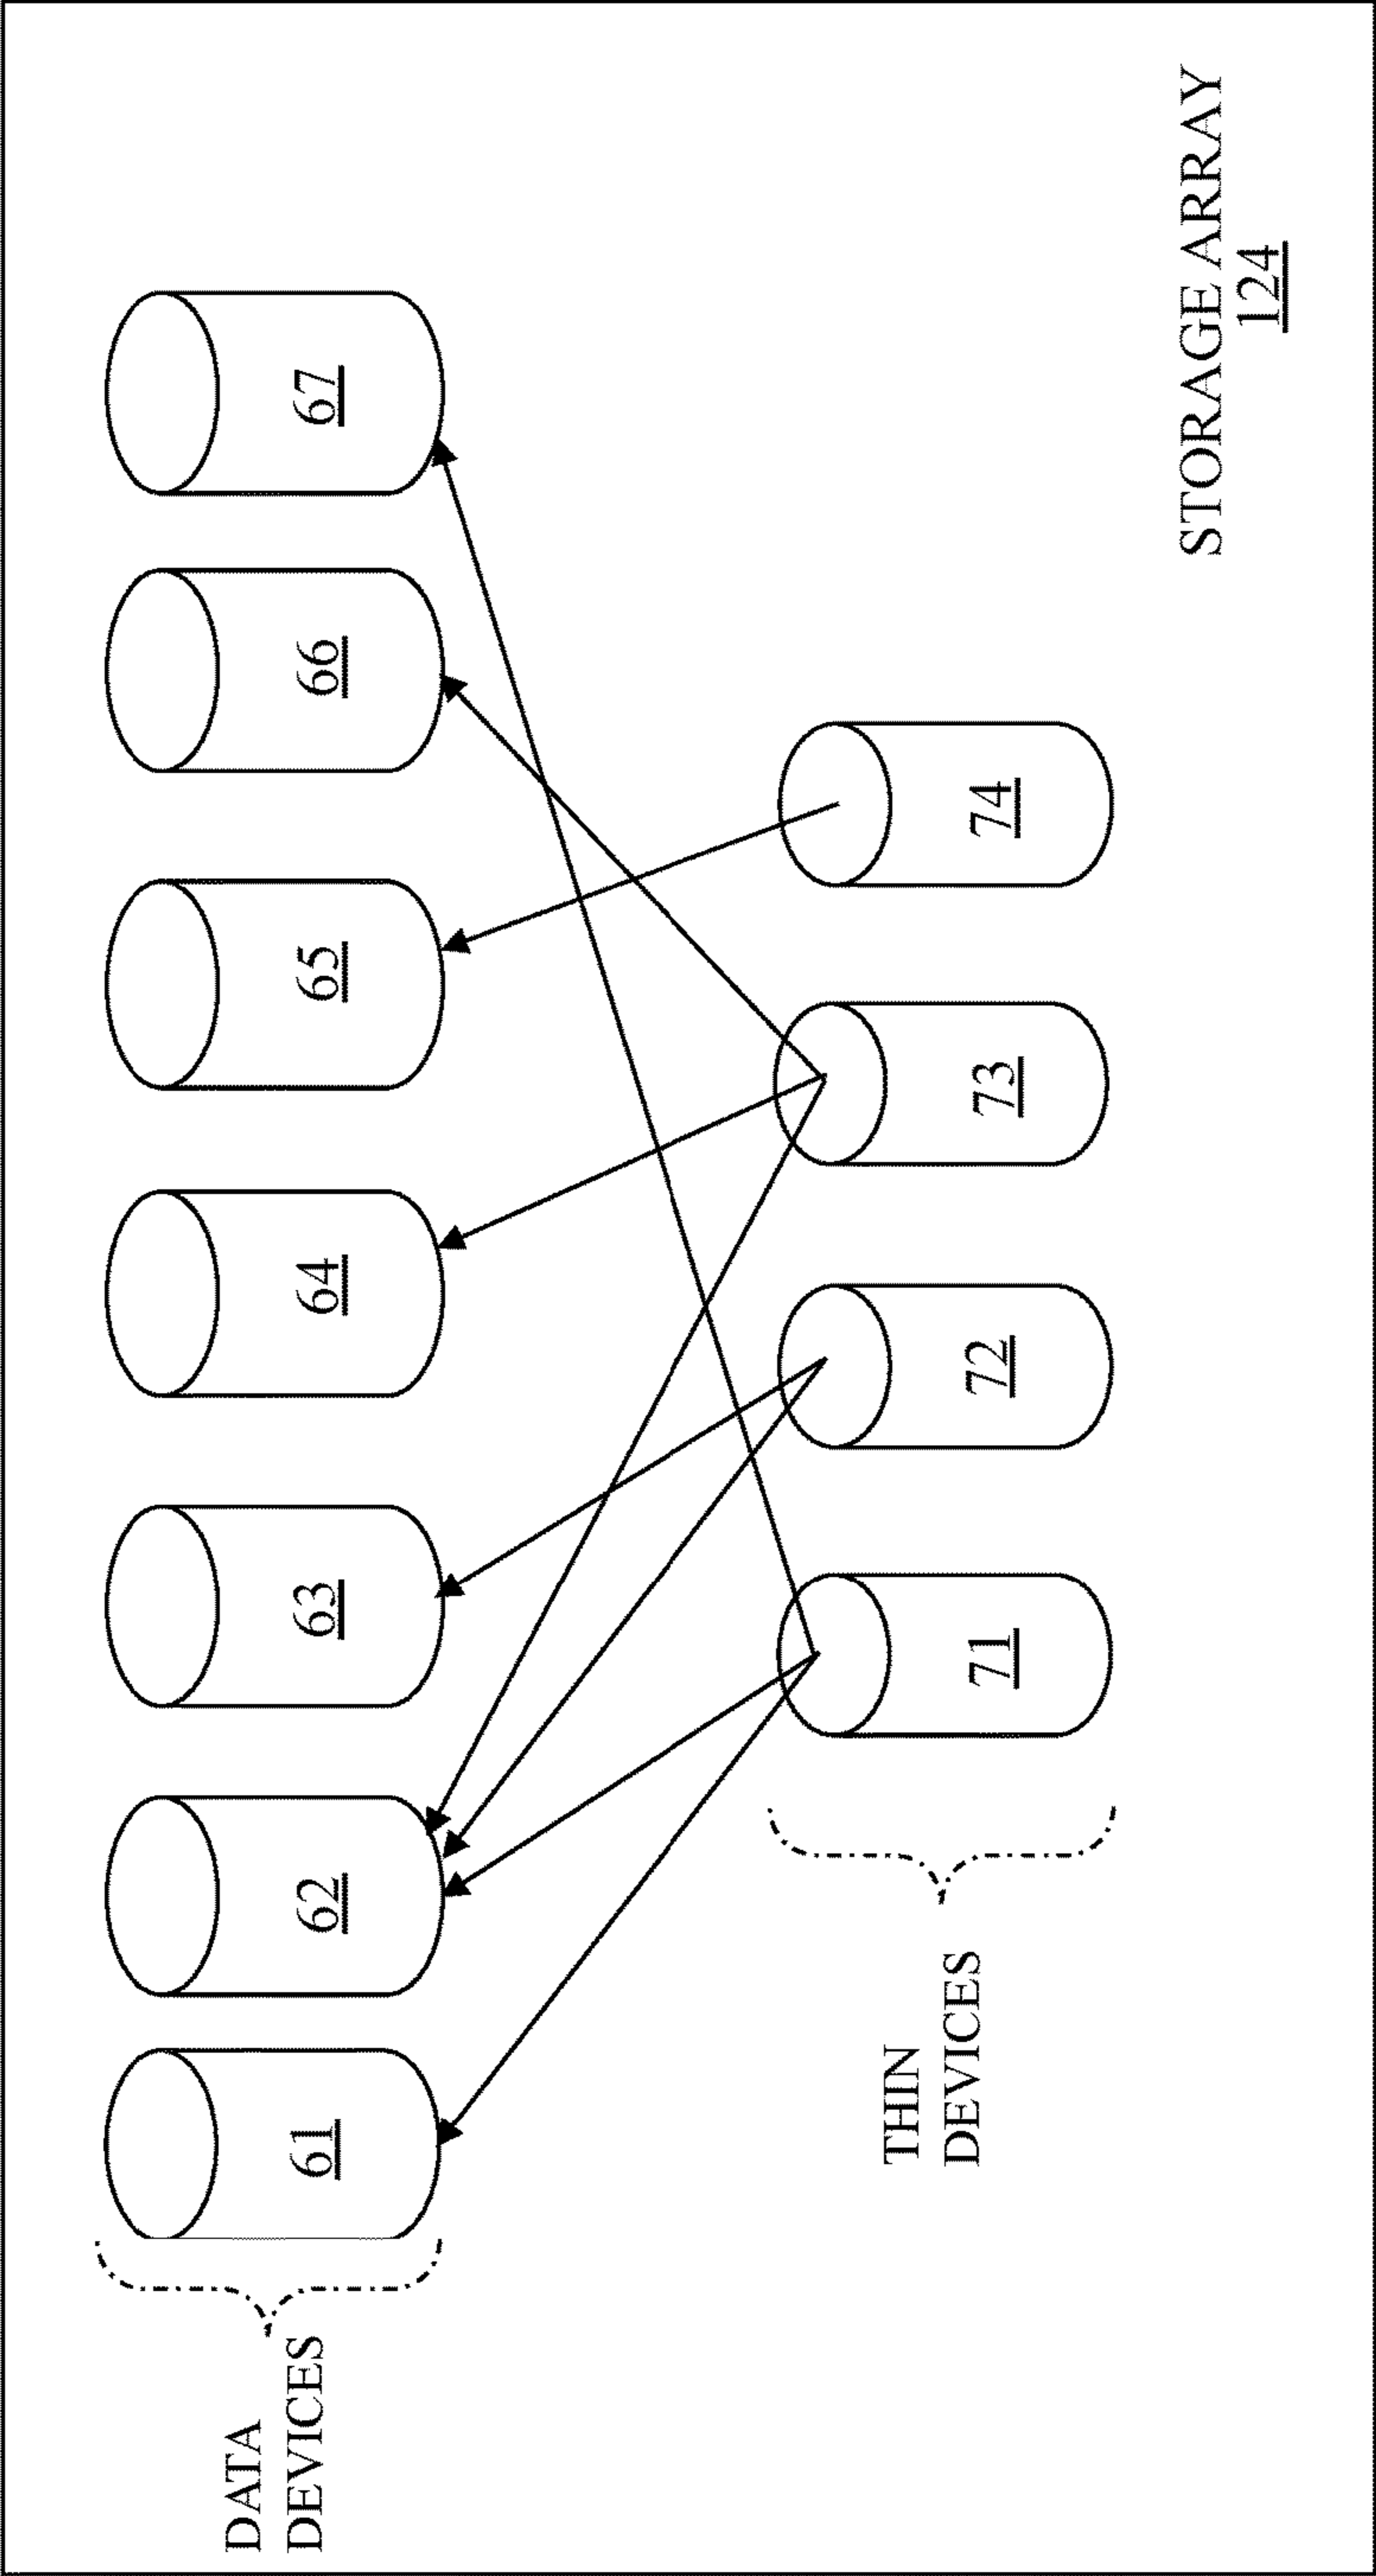 DATA
DEVICES
61
62
63
64
65
66
67
THIN
DEVICES
71
72
73
74
STORAGE ARRAY
124